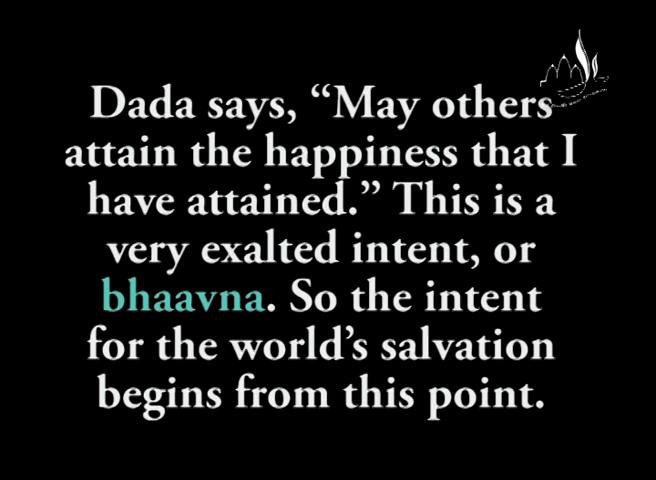 Dada says, “May others
attain the happiness that I
have attained.” This is a
very exalted intent, or
bhaavna. So the intent
for the world’s salvation
begins from this point.